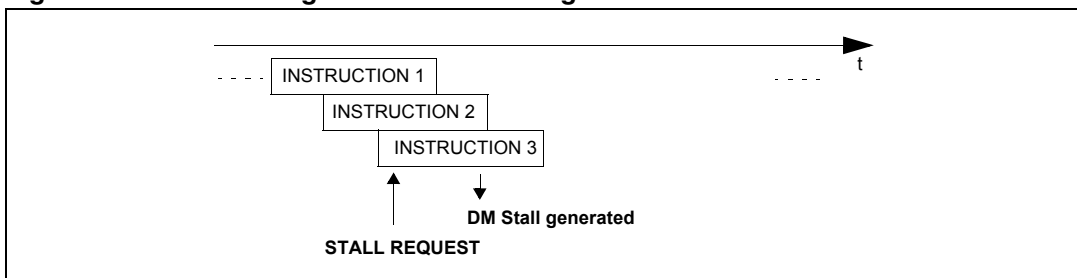 t
INSTRUCTION 1
INSTRUCTION 2
INSTRUCTION 3
DM Stall generated
STALL REQUEST